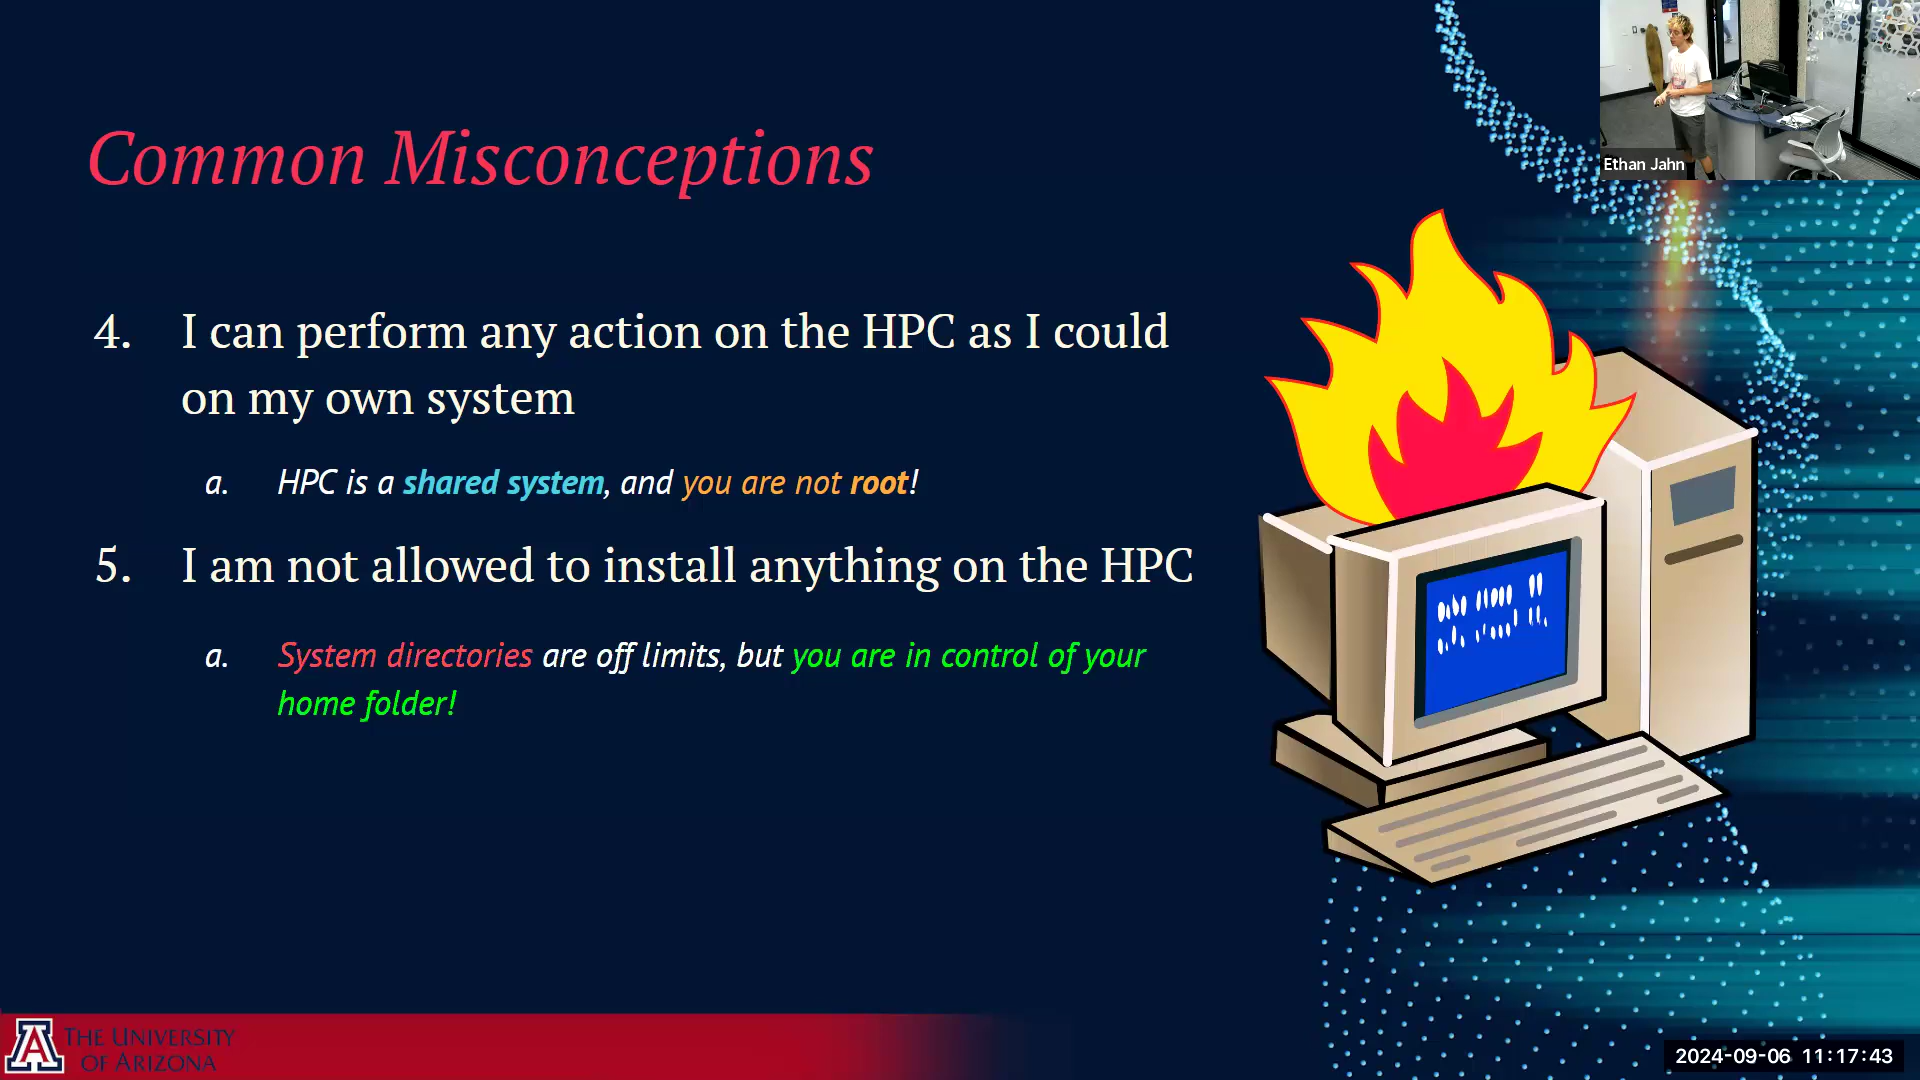 Common Misconceptions
4. I can perform any action on the HPC as I could
on my own system
a. HPC is a shared system, and you are not root!
5. I am not allowed to install anything on the HPC
a. System directories are off limits, but you are in control of your
home folder!
Ethan Jahn
A THE UNIVERSITY
OF ARIZONA
2024-09-06 11:17:43